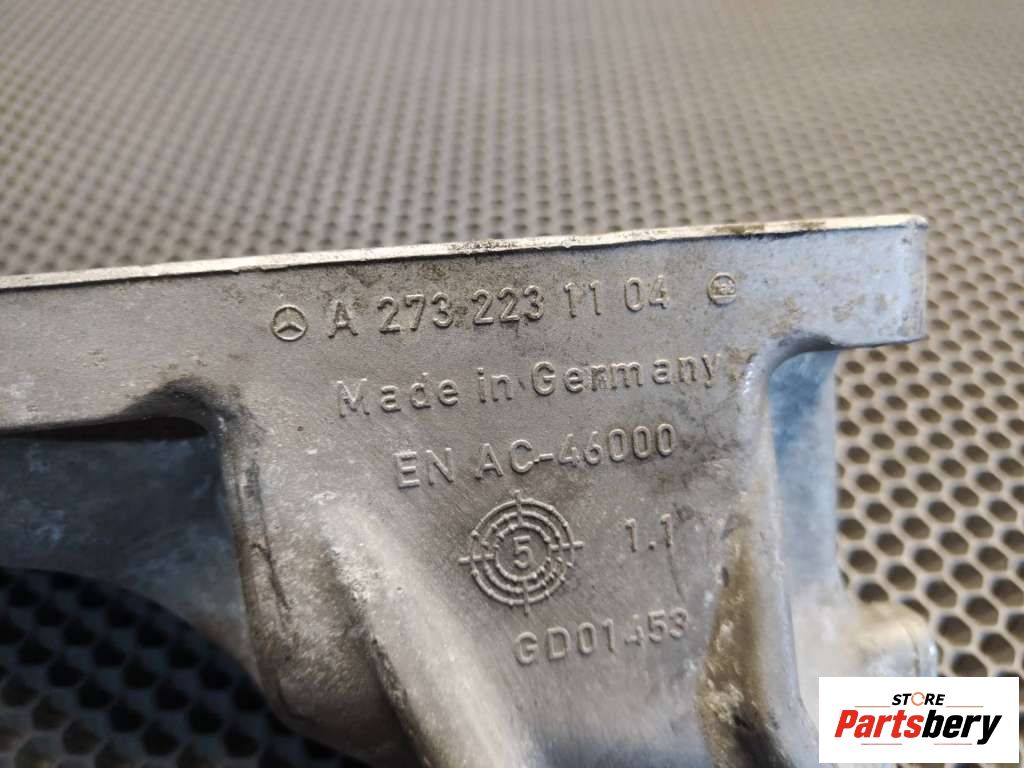 A 273 223 11 04
Made in Germany
EN AC-46000
5 1.1
GD01453
STORE
Partsbery